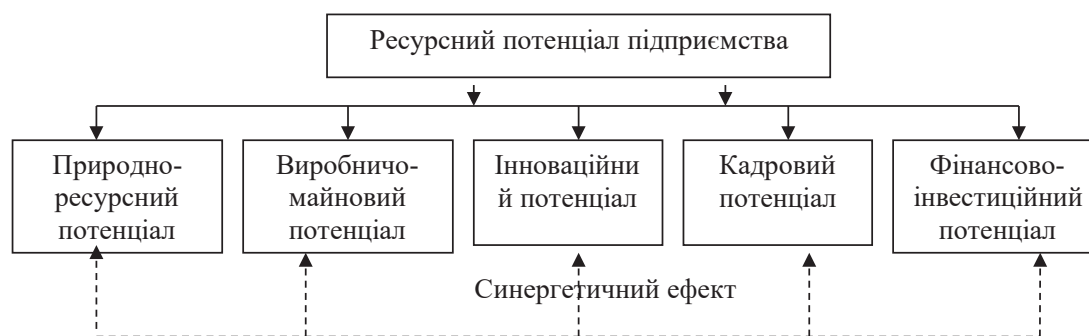 Ресурсний потенціал підприємства
Природно-
ресурсний
потенціал
Виробничо-
майновий
потенціал
Інноваційни
й потенціал
Кадровий
потенціал
Фінансово-
інвестиційний
потенціал
Синергетичний ефект